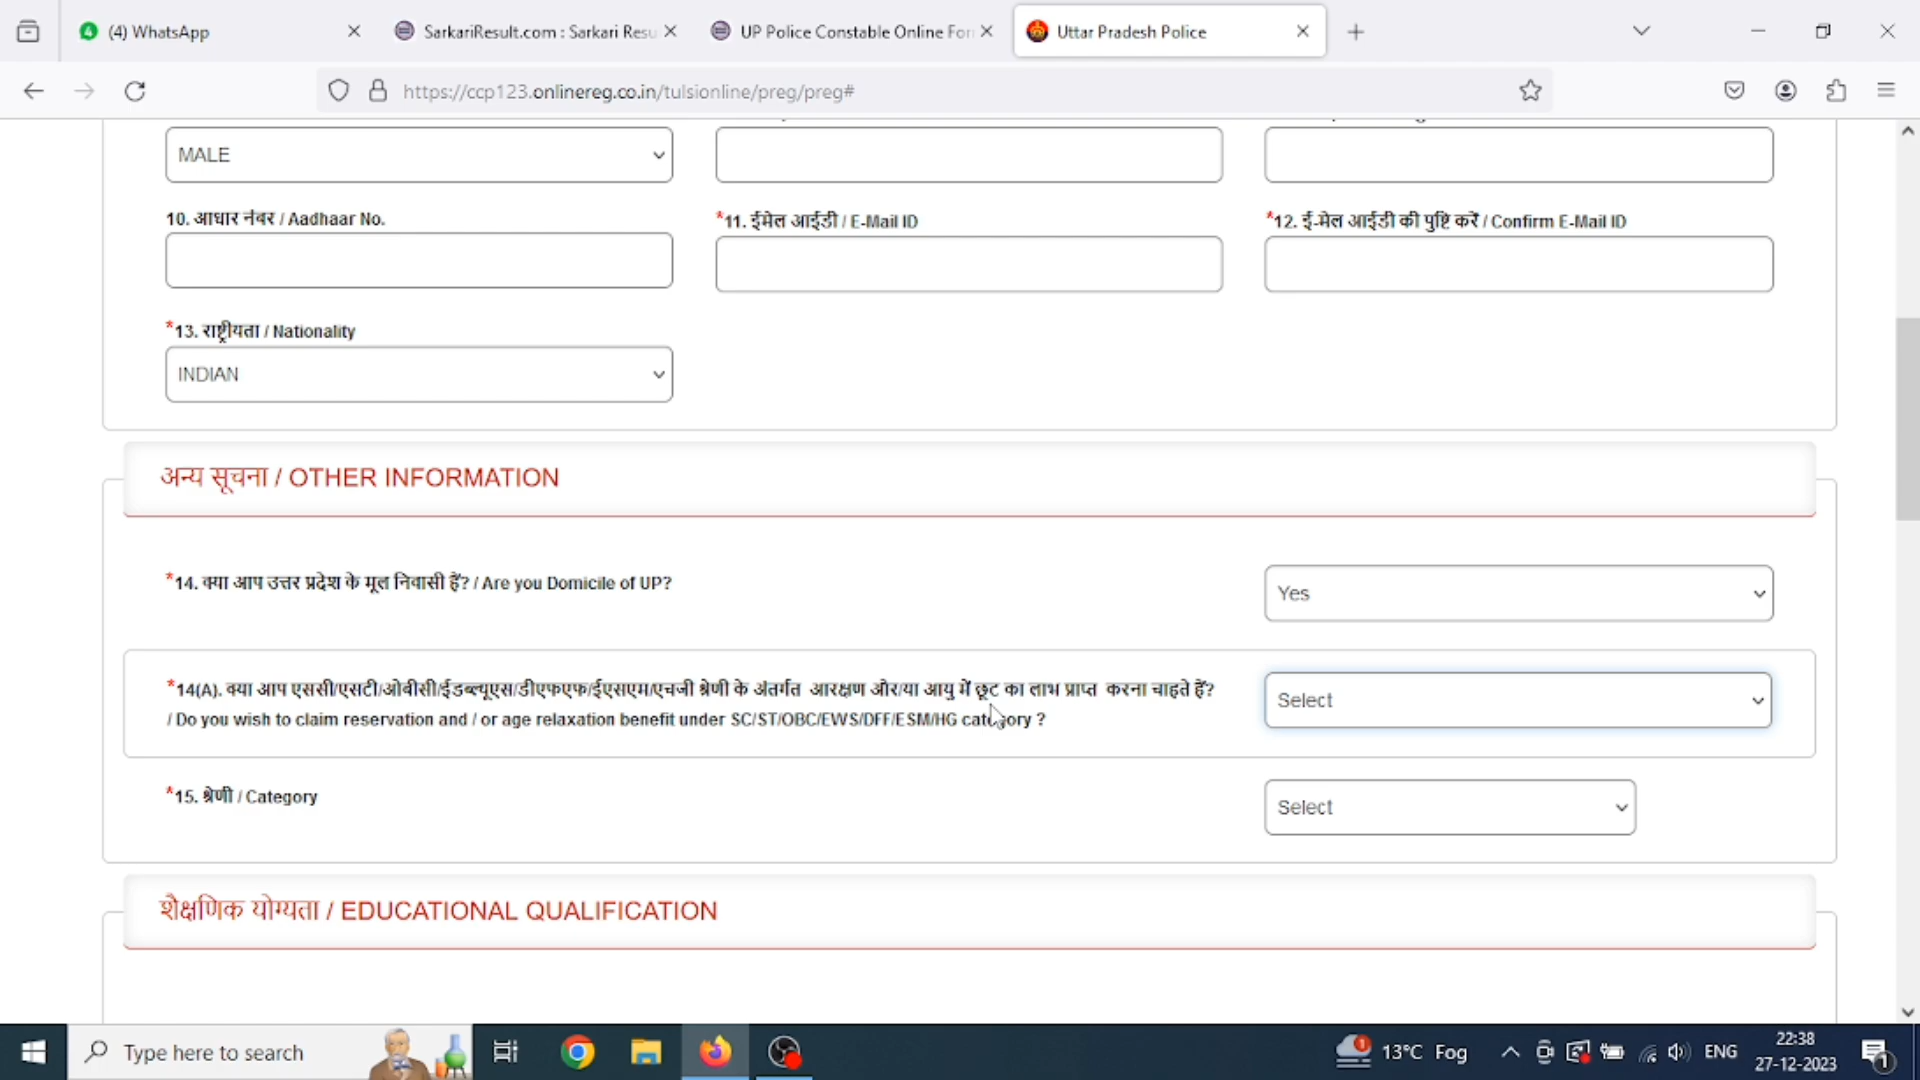 (4) WhatsApp
SarkariResult.com : Sarkari Resu
UP Police Constable Online For
Uttar Pradesh Police
https://ccp123.onlinereg.co.in/tulsionline/preg/preg#
MALE
10. आधार नंबर / Aadhaar No.
*11. ईमेल आईडी / E-Mail ID
*12. ई-मेल आईडी की पुष्टि करें / Confirm E-Mail ID
*13. राष्ट्रीयता / Nationality
INDIAN
अन्य सूचना / OTHER INFORMATION
*14. क्या आप उत्तर प्रदेश के मूल निवासी हैं? / Are you Domicile of UP?
Yes
*14(A). क्या आप एससी/एसटी/ओबीसी/ईडब्ल्यूएस/डीएफएफ/ईएसएम/एचजी श्रेणी के अंतर्गत आरक्षण और/या आयु में छूट का लाभ प्राप्त करना चाहते हैं?
/ Do you wish to claim reservation and / or age relaxation benefit under SC/ST/OBC/EWS/DFF/ESM/HG category ?
Select
*15. श्रेणी / Category
Select
शैक्षणिक योग्यता / EDUCATIONAL QUALIFICATION
Type here to search
1
13°C Fog
ENG
22:38
27-12-2023
1